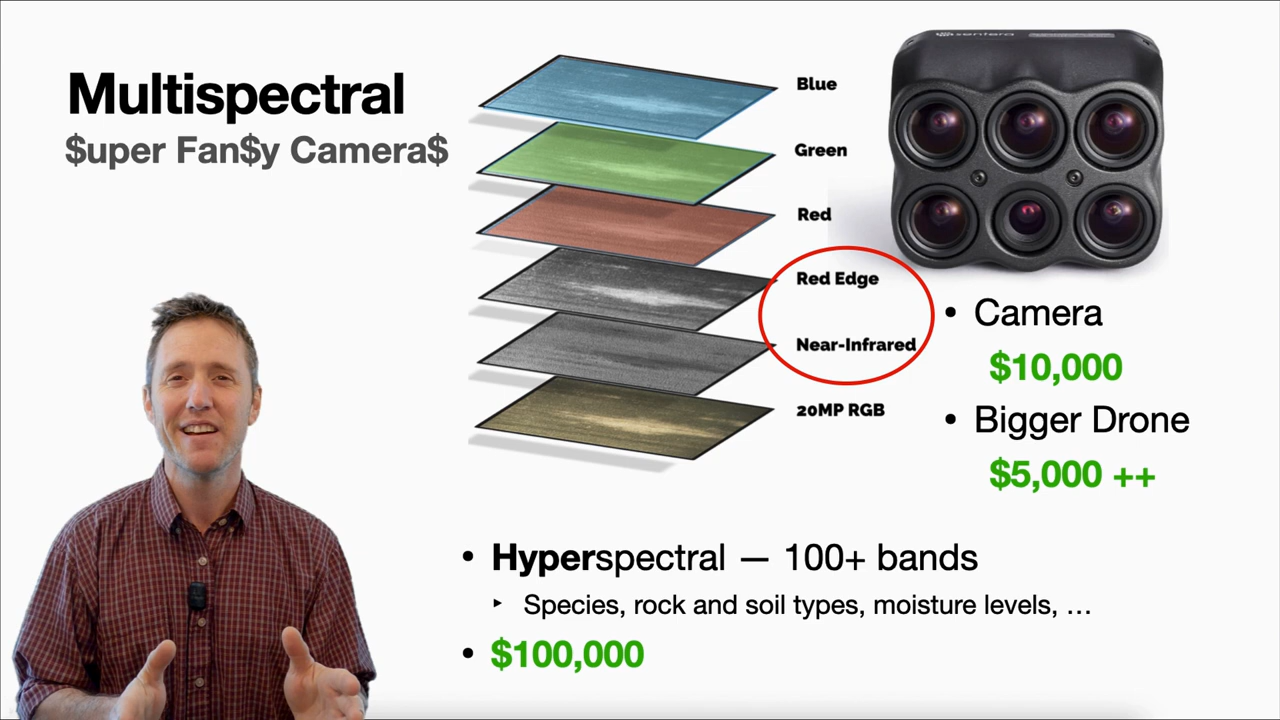 Multispectral
$uper Fan$y Camera$
Blue
Green
Red
Red Edge
Near-Infrared
20MP RGB
sentera
• Camera
$10,000
• Bigger Drone
$5,000 ++
• Hyperspectral — 100+ bands
‣ Species, rock and soil types, moisture levels, …
• $100,000